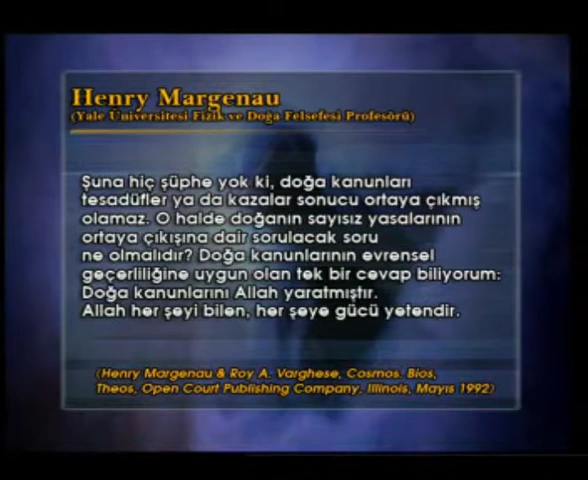 Henry Margenau
(Yale Üniversitesi Fizik ve Doğa Felsefesi Profesörü)
Şuna hiç şüphe yok ki, doğa kanunları
tesadüfler ya da kazalar sonucu ortaya çıkmış
olamaz. O halde doğanın sayısız yasalarının
ortaya çıkışına dair sorulacak soru
ne olmalıdır? Doğa kanunlarının evrensel
geçerliliğine uygun olan tek bir cevap biliyorum:
Doğa kanunlarını Allah yaratmıştır.
Allah her şeyi bilen, her şeye gücü yetendir.
(Henry Margenau & Roy A. Varghese, Cosmos. Bios,
Theos, Open Court Publishing Company, Illinois, Mayıs 1992)